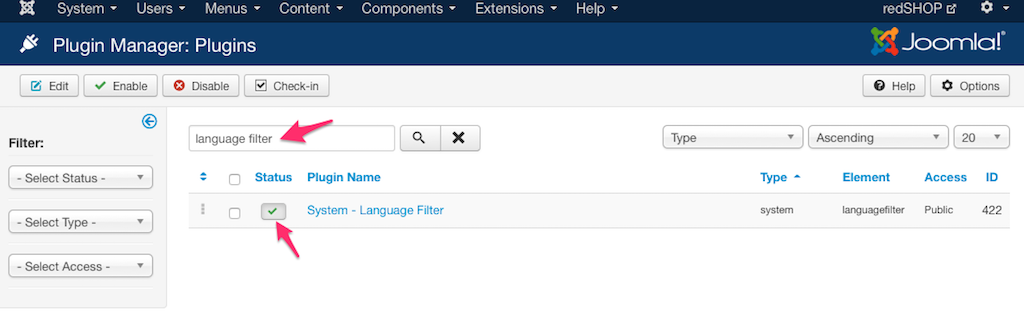 System Users Menus Content Components Extensions Help redSHOP
Plugin Manager: Plugins Joomla!
Edit Enable Disable Check-in Help Options
Filter:
language filter Type Ascending 20
- Select Status - Status Plugin Name Type Element Access ID
- Select Type - System - Language Filter system languagefilter Public 422
- Select Access -